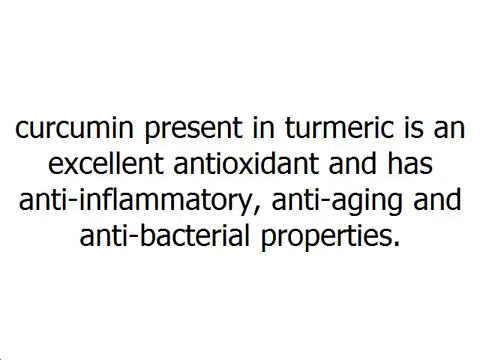 curcumin present in turmeric is an
excellent antioxidant and has
anti-inflammatory, anti-aging and
anti-bacterial properties.